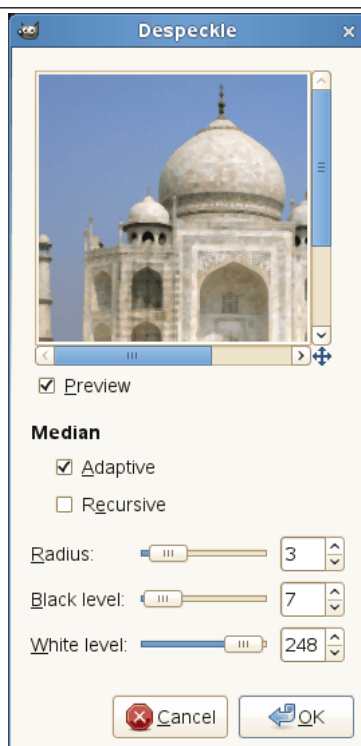 Despeckle
Preview
Median
Adaptive
Recursive
Radius: 3
Black level: 7
White level: 248
Cancel OK